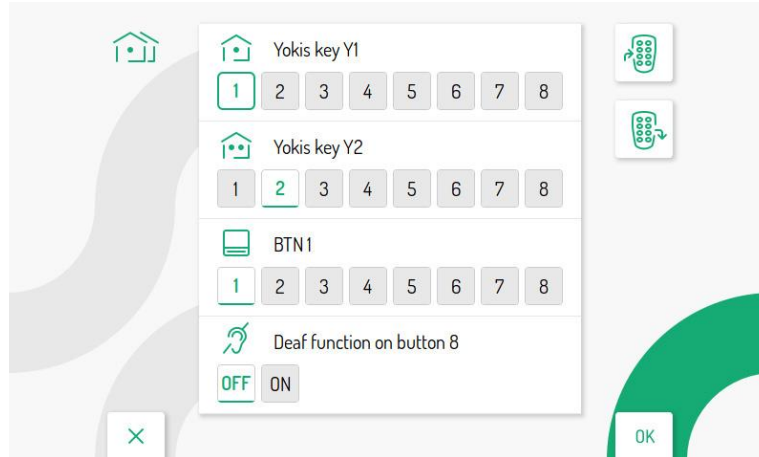 Yokis key Y1
1 2 3 4 5 6 7 8
Yokis key Y2
1 2 3 4 5 6 7 8
BTN 1
1 2 3 4 5 6 7 8
Deaf function on button 8
OFF ON
OK